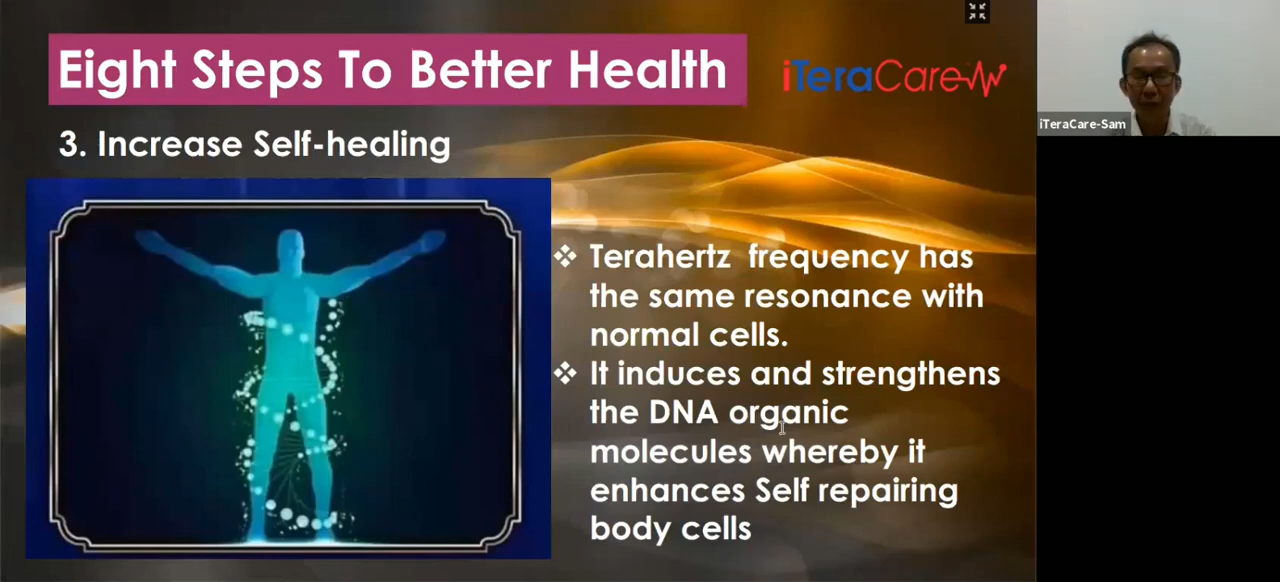 Eight Steps To Better Health
iTeraCare
iTeraCare-Sam
3. Increase Self-healing
❖ Terahertz frequency has
the same resonance with
normal cells.
❖ It induces and strengthens
the DNA organic
molecules whereby it
enhances Self repairing
body cells